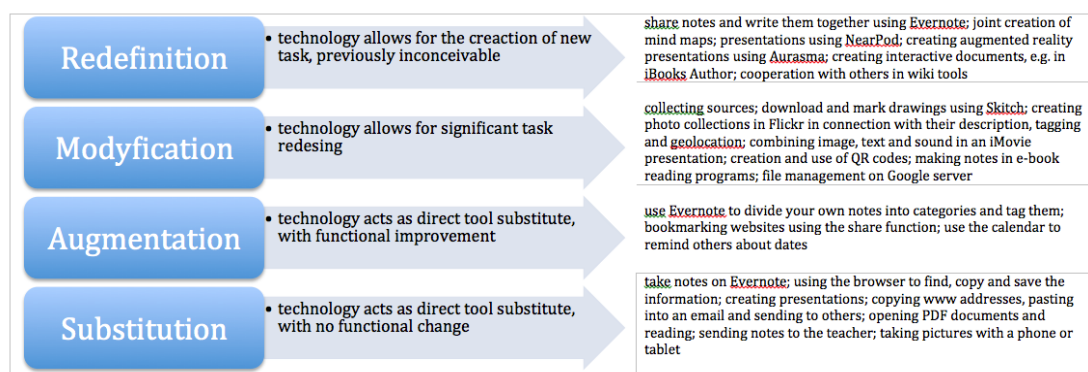 Redefinition
• technology allows for the creaction of new
task, previously inconceivable
share notes and write them together using Evernote; joint creation of
mind maps; presentations using NearPod; creating augmented reality
presentations using Aurasma; creating interactive documents, e.g. in
iBooks Author; cooperation with others in wiki tools
Modyfication
• technology allows for significant task
redesing
collecting sources; download and mark drawings using Skitch; creating
photo collections in Flickr in connection with their description, tagging
and geolocation; combining image, text and sound in an iMovie
presentation; creation and use of QR codes; making notes in e-book
reading programs; file management on Google server
Augmentation
• technology acts as direct tool substitute,
with functional improvement
use Evernote to divide your own notes into categories and tag them;
bookmarking websites using the share function; use the calendar to
remind others about dates
Substitution
• technology acts as direct tool substitute,
with no functional change
take notes on Evernote; using the browser to find, copy and save the
information; creating presentations; copying www addresses, pasting
into an email and sending to others; opening PDF documents and
reading; sending notes to the teacher; taking pictures with a phone or
tablet